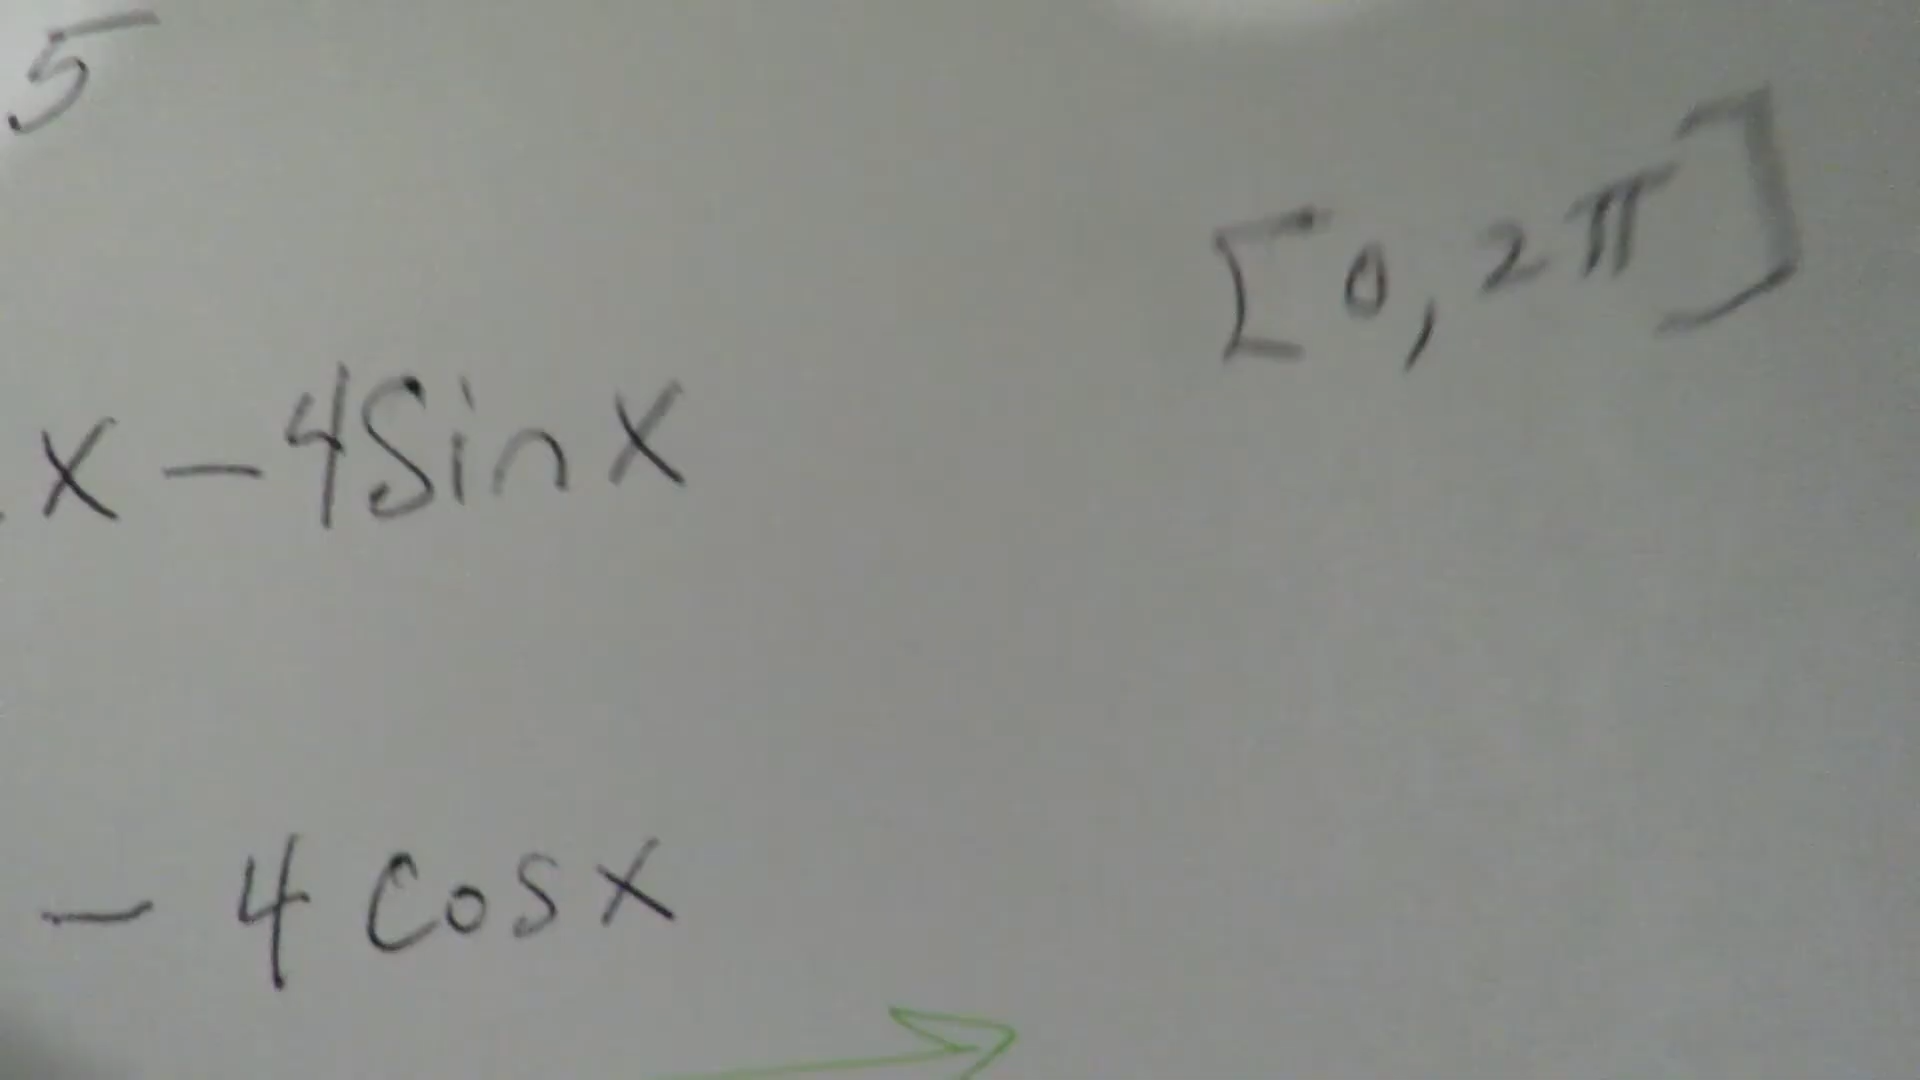 5
[0, 2π]
x - 4Sin x
- 4 Cos x